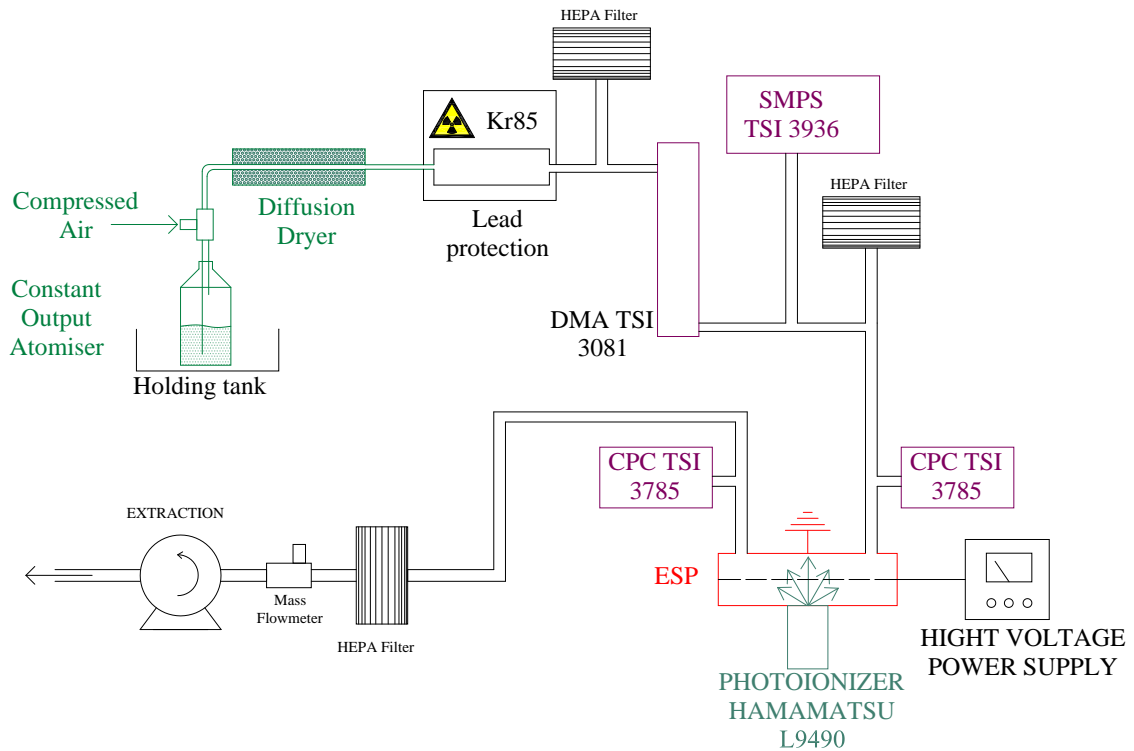 HEPA Filter
Kr85
SMPS
TSI 3936
HEPA Filter
Compressed
Air
Diffusion
Dryer
Lead
protection
Constant
Output
Atomiser
Holding tank
DMA TSI
3081
CPC TSI
3785
CPC TSI
3785
EXTRACTION
Mass
Flowmeter
HEPA Filter
ESP
HIGHT VOLTAGE
POWER SUPPLY
PHOTOIONIZER
HAMAMATSU
L9490